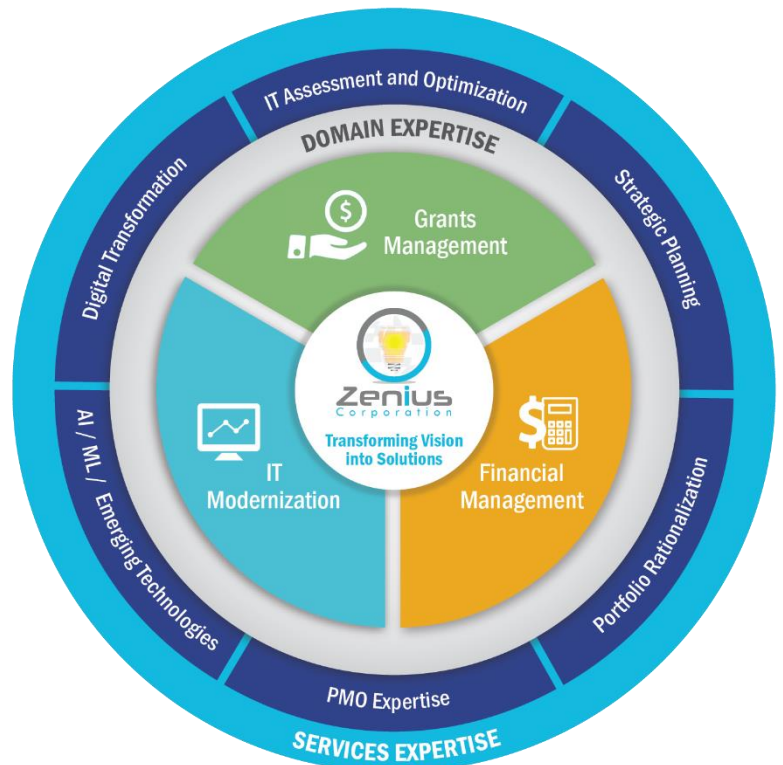 IT Assessment and Optimization
DOMAIN EXPERTISE
Digital Transformation
Strategic Planning
$
Grants
Management
Zenius
Corporation
Transforming Vision
into Solutions
IT
Modernization
$
Financial
Management
AI / ML / Emerging Technologies
Portfolio Rationalization
PMO Expertise
SERVICES EXPERTISE